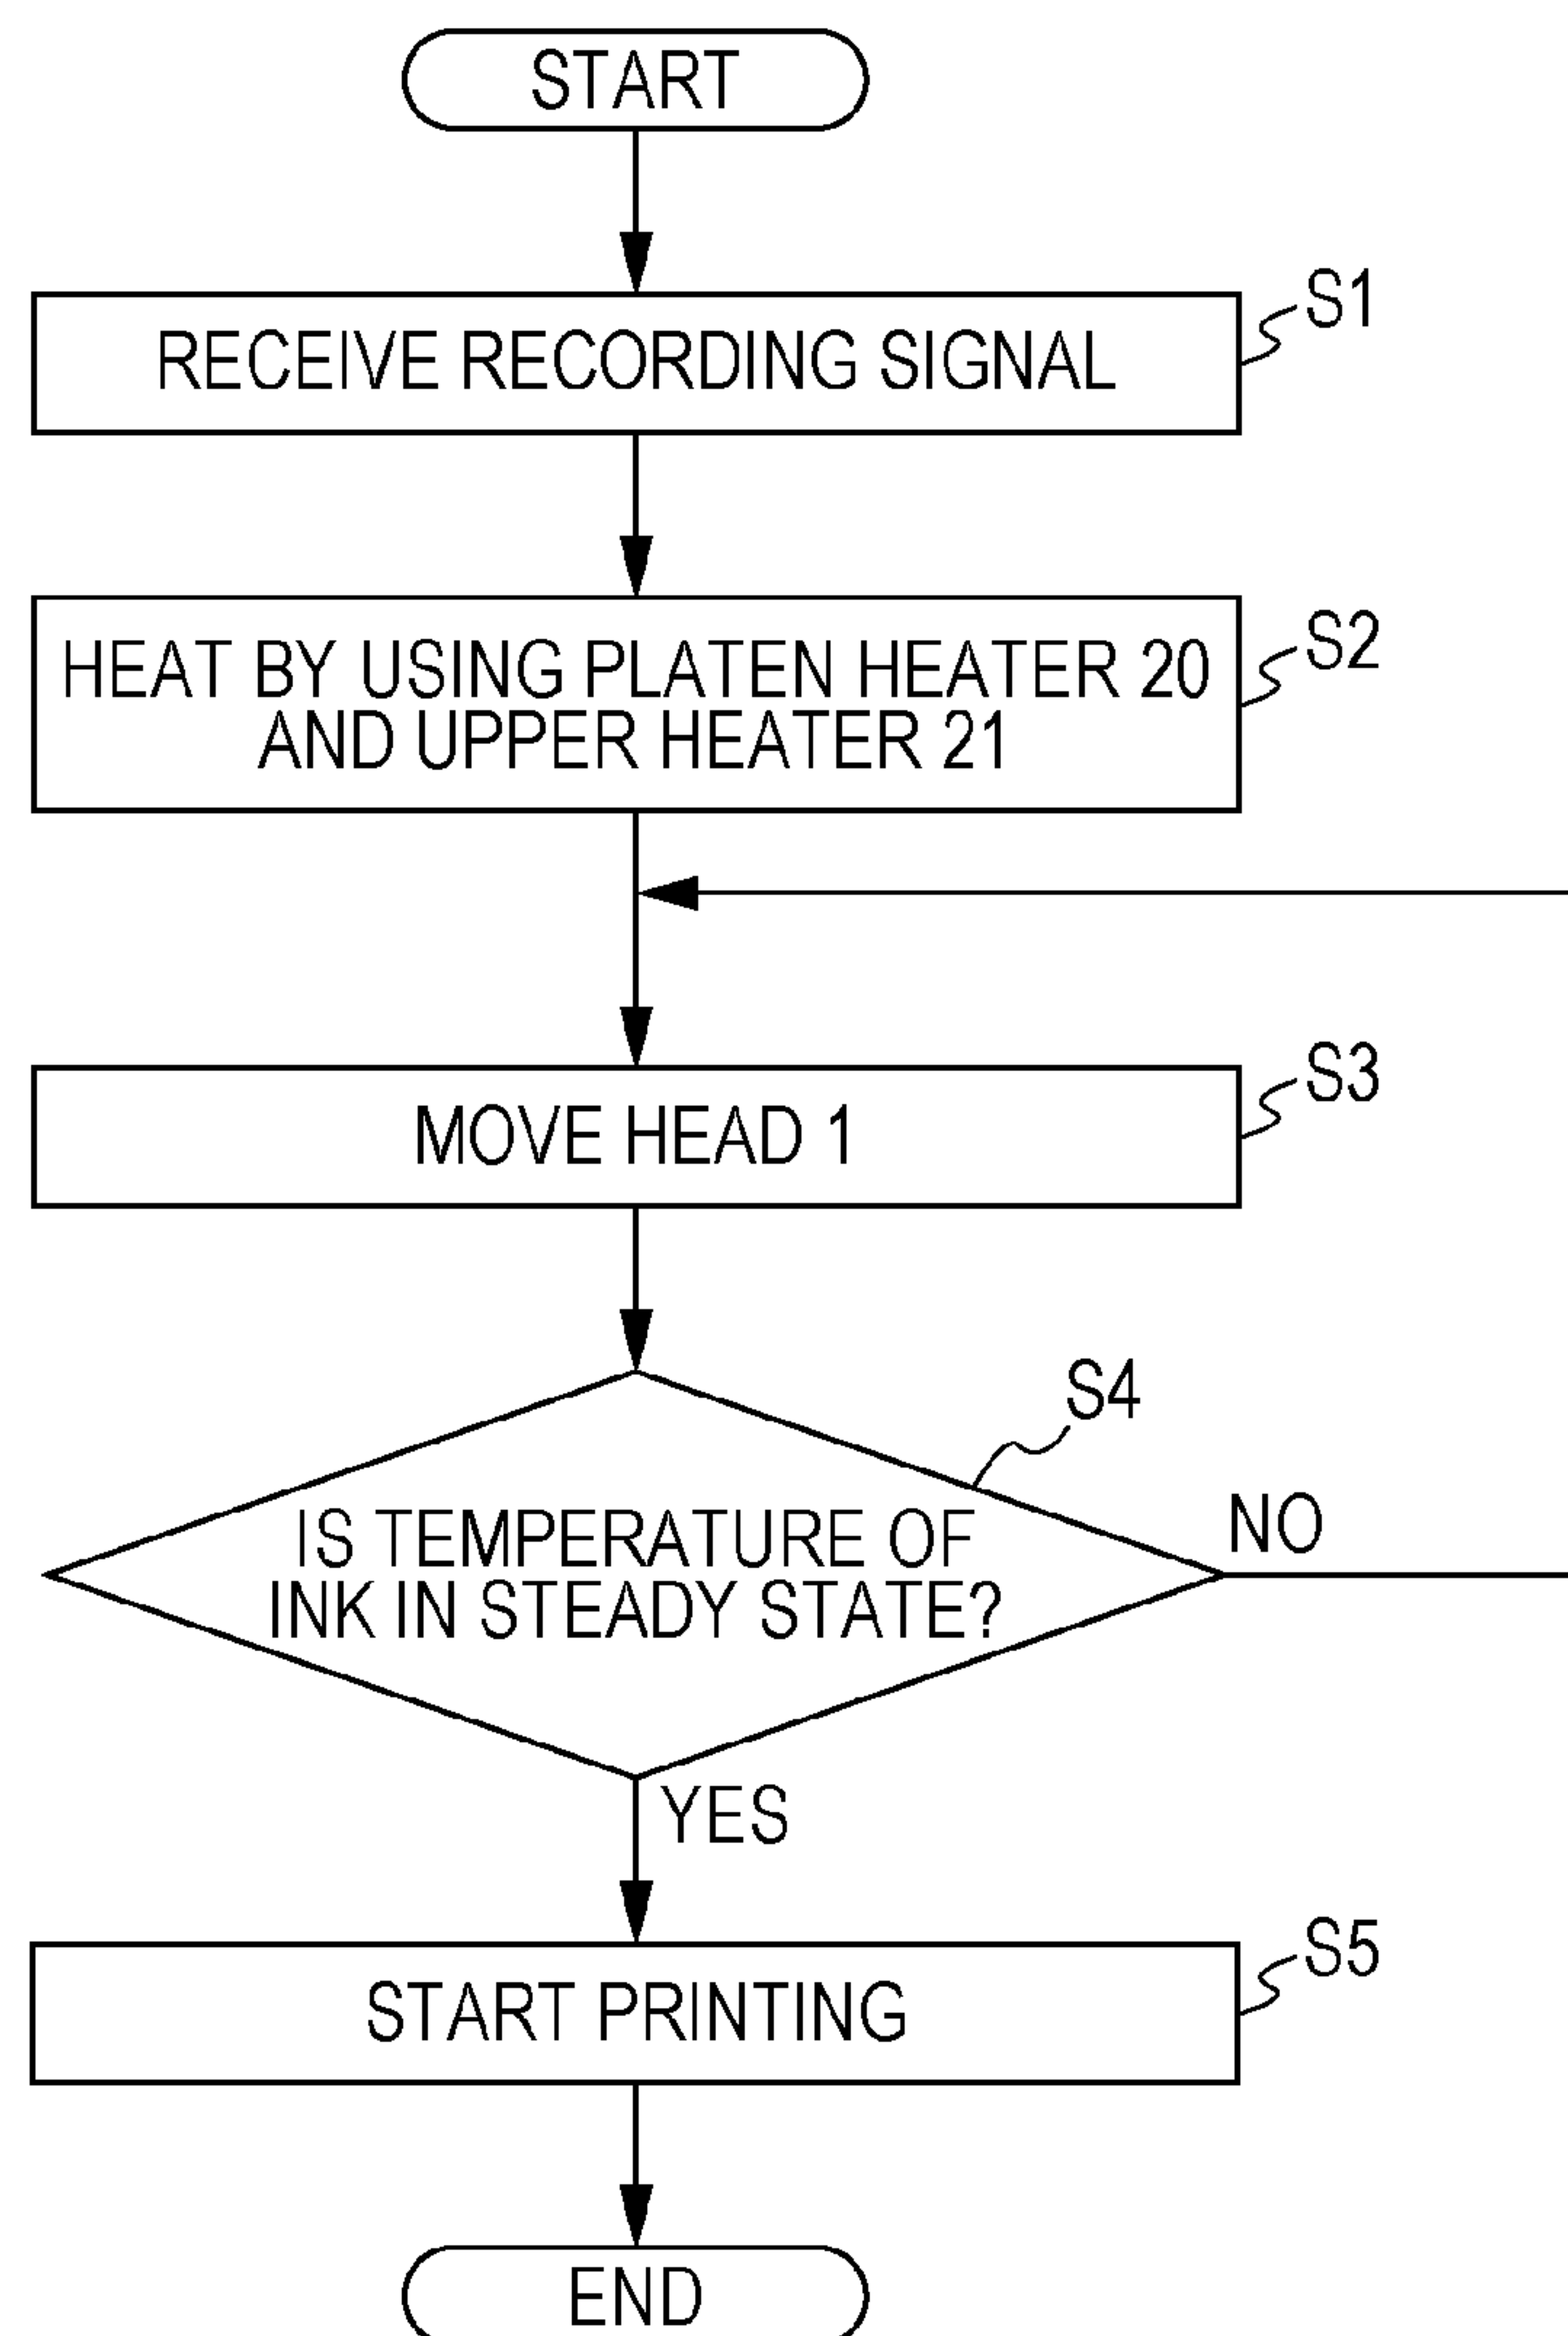 START
S1
RECEIVE RECORDING SIGNAL
S2
HEAT BY USING PLATEN HEATER 20
AND UPPER HEATER 21
S3
MOVE HEAD 1
S4
IS TEMPERATURE OF
INK IN STEADY STATE?
NO
YES
S5
START PRINTING
END